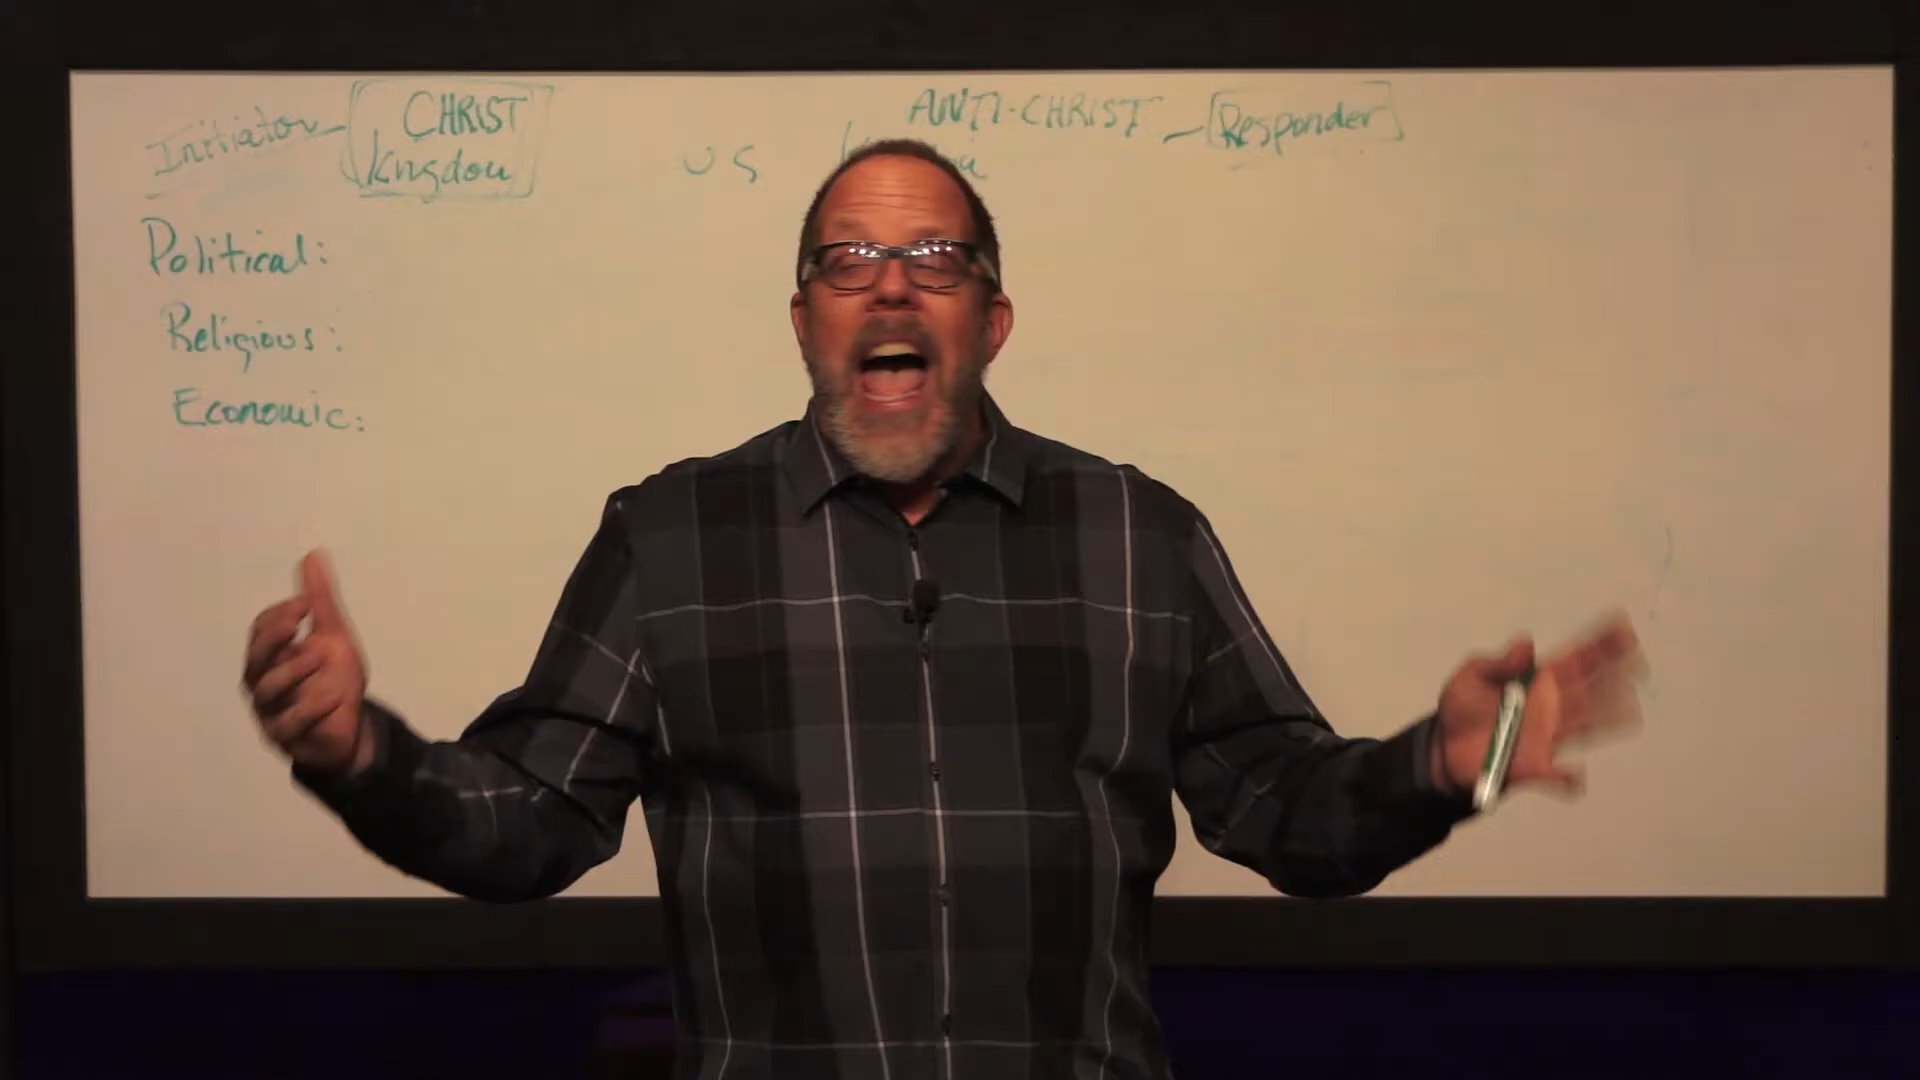 Initiator - CHRIST
Kingdom
vs
ANTI-CHRIST - [Responder]
Political:
Religious:
Economic: